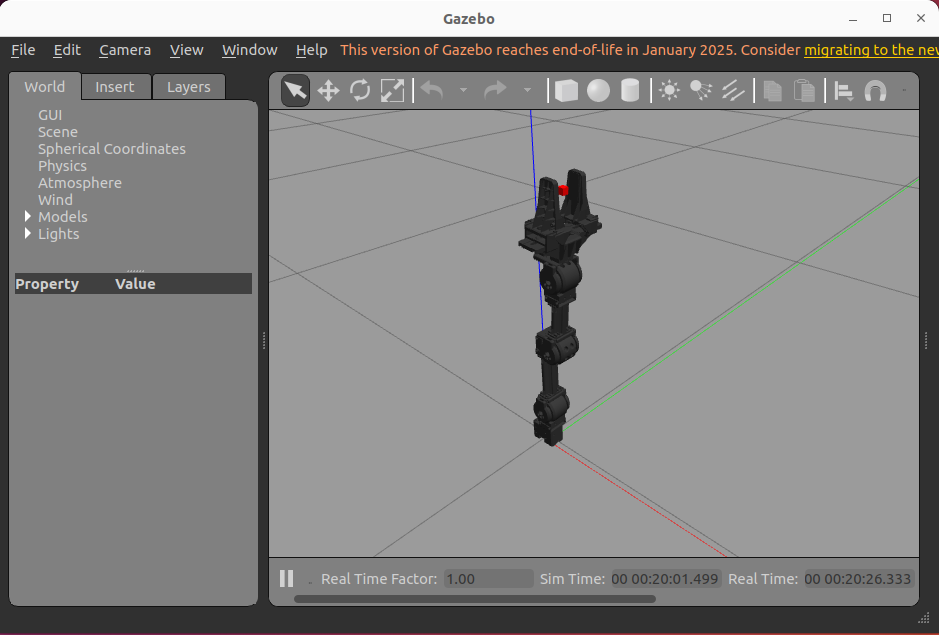 Gazebo
File Edit Camera View Window Help This version of Gazebo reaches end-of-life in January 2025. Consider migrating to the
World Insert Layers
GUI
Scene
Spherical Coordinates
Physics
Atmosphere
Wind
Models
Lights
Property Value
Real Time Factor: 1.00 Sim Time: 00 00:20:01.499 Real Time: 00 00:20:26.333